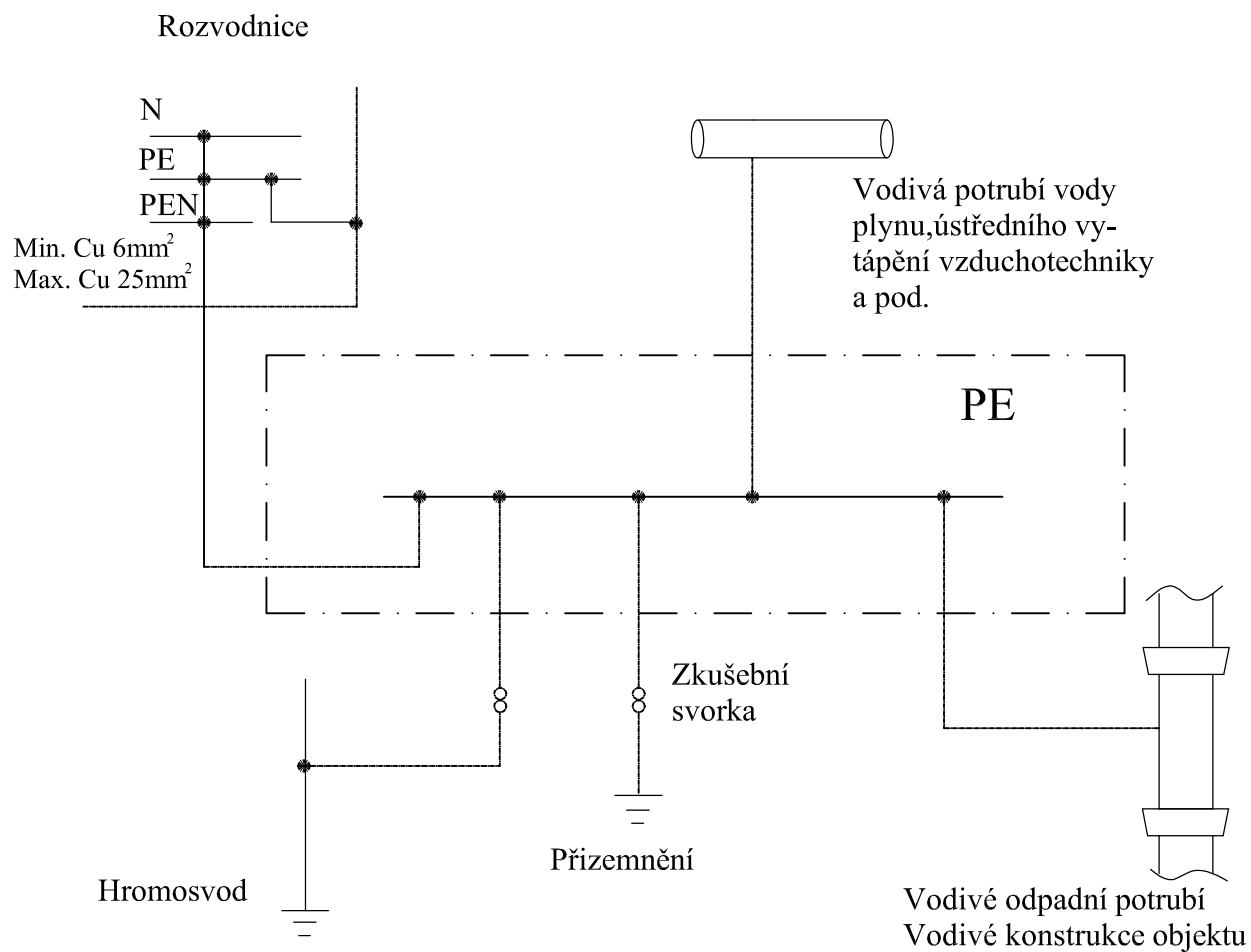 Rozvodnice
N
PE
PEN
Min. Cu 6mm²
Max. Cu 25mm²
Vodivá potrubí vody
plynu,ústředního vy-
tápění vzduchotechniky
a pod.
PE
Zkušební
svorka
Přizemnění
Hromosvod
Vodivé odpadní potrubí
Vodivé konstrukce objektu